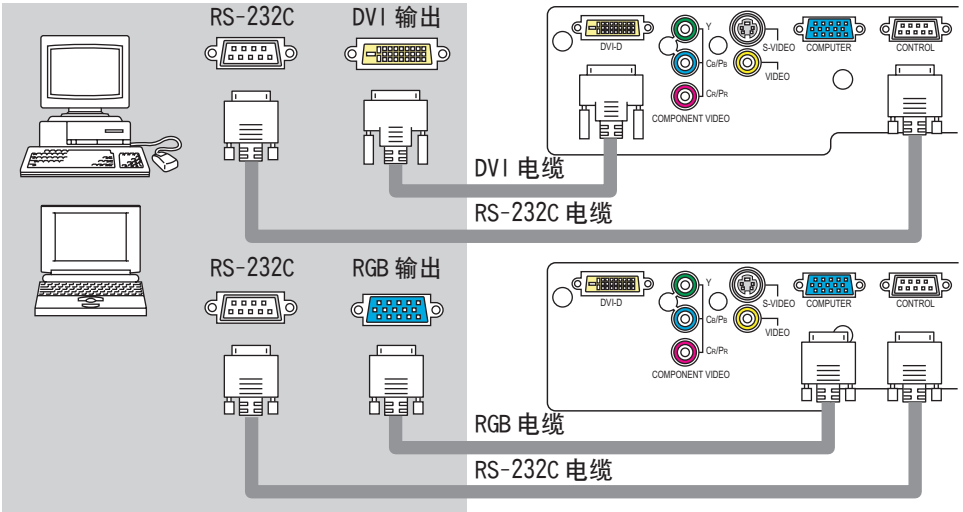 RS-232C
DVI 输出
DVI-D
Y
CB/PB
CR/PR
COMPONENT VIDEO
S-VIDEO
VIDEO
COMPUTER
CONTROL
DVI 电缆
RS-232C 电缆
RS-232C
RGB 输出
DVI-D
Y
CB/PB
CR/PR
COMPONENT VIDEO
S-VIDEO
VIDEO
COMPUTER
CONTROL
RGB 电缆
RS-232C 电缆